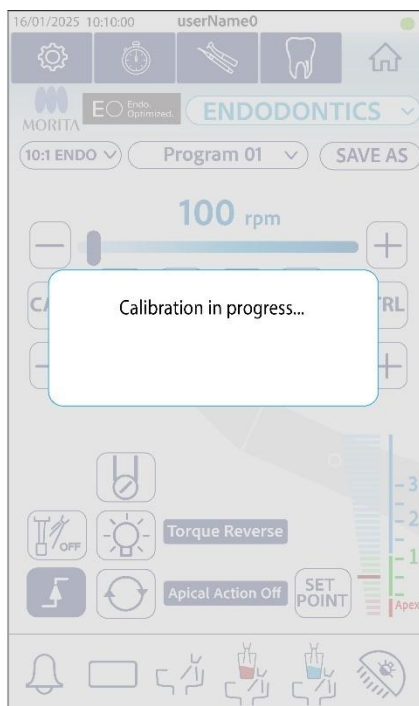 16/01/2025 10:10:00 userName0
MORITA
EO Endo. Optimized.
ENDODONTICS
10:1 ENDO
Program 01
SAVE AS
100 rpm
Calibration in progress...
3
2
OFF
Torque Reverse
1
Apical Action Off
SET POINT
Apex